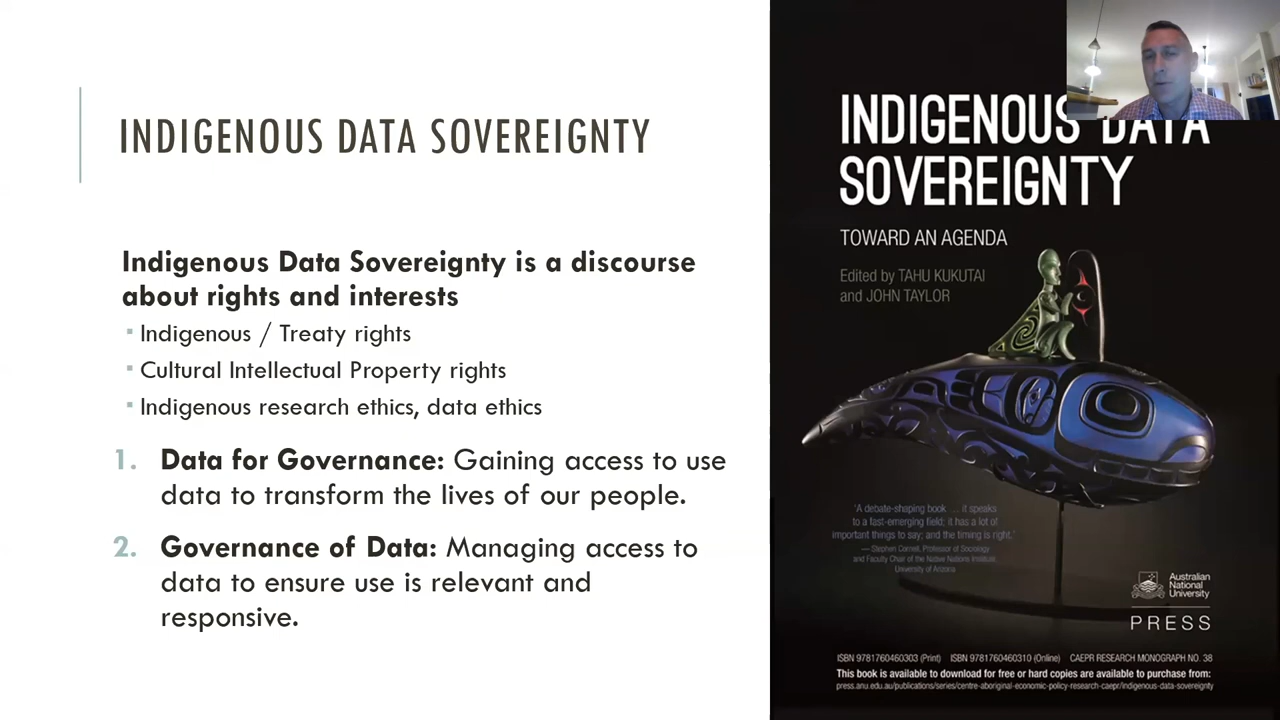 INDIGENOUS DATA SOVEREIGNTY
Indigenous Data Sovereignty is a discourse
about rights and interests
Indigenous / Treaty rights
Cultural Intellectual Property rights
Indigenous research ethics, data ethics
1. Data for Governance: Gaining access to use
data to transform the lives of our people.
2. Governance of Data: Managing access to
data to ensure use is relevant and
responsive.
INDIGENOUS DATA
SOVEREIGNTY
TOWARD AN AGENDA
Edited by TAHU KUKUTAI
and JOHN TAYLOR
'A debate-shaping book … it speaks
to a fast-emerging field; it has a lot of
important things to say; and the timing is right.'
— Stephen Cornell, Professor of Sociology
and Faculty Chair of the Native Nations Institute,
University of Arizona
Australian
National
University
PRESS
ISBN 9781760460303 (Print) ISBN 9781760460310 (Online) CAEPR RESEARCH MONOGRAPH NO. 38
This book is available to download for free or hard copies are available to purchase from:
press.anu.edu.au/publications/series/centre-aboriginal-economic-policy-research-caepr/indigenous-data-sovereignty